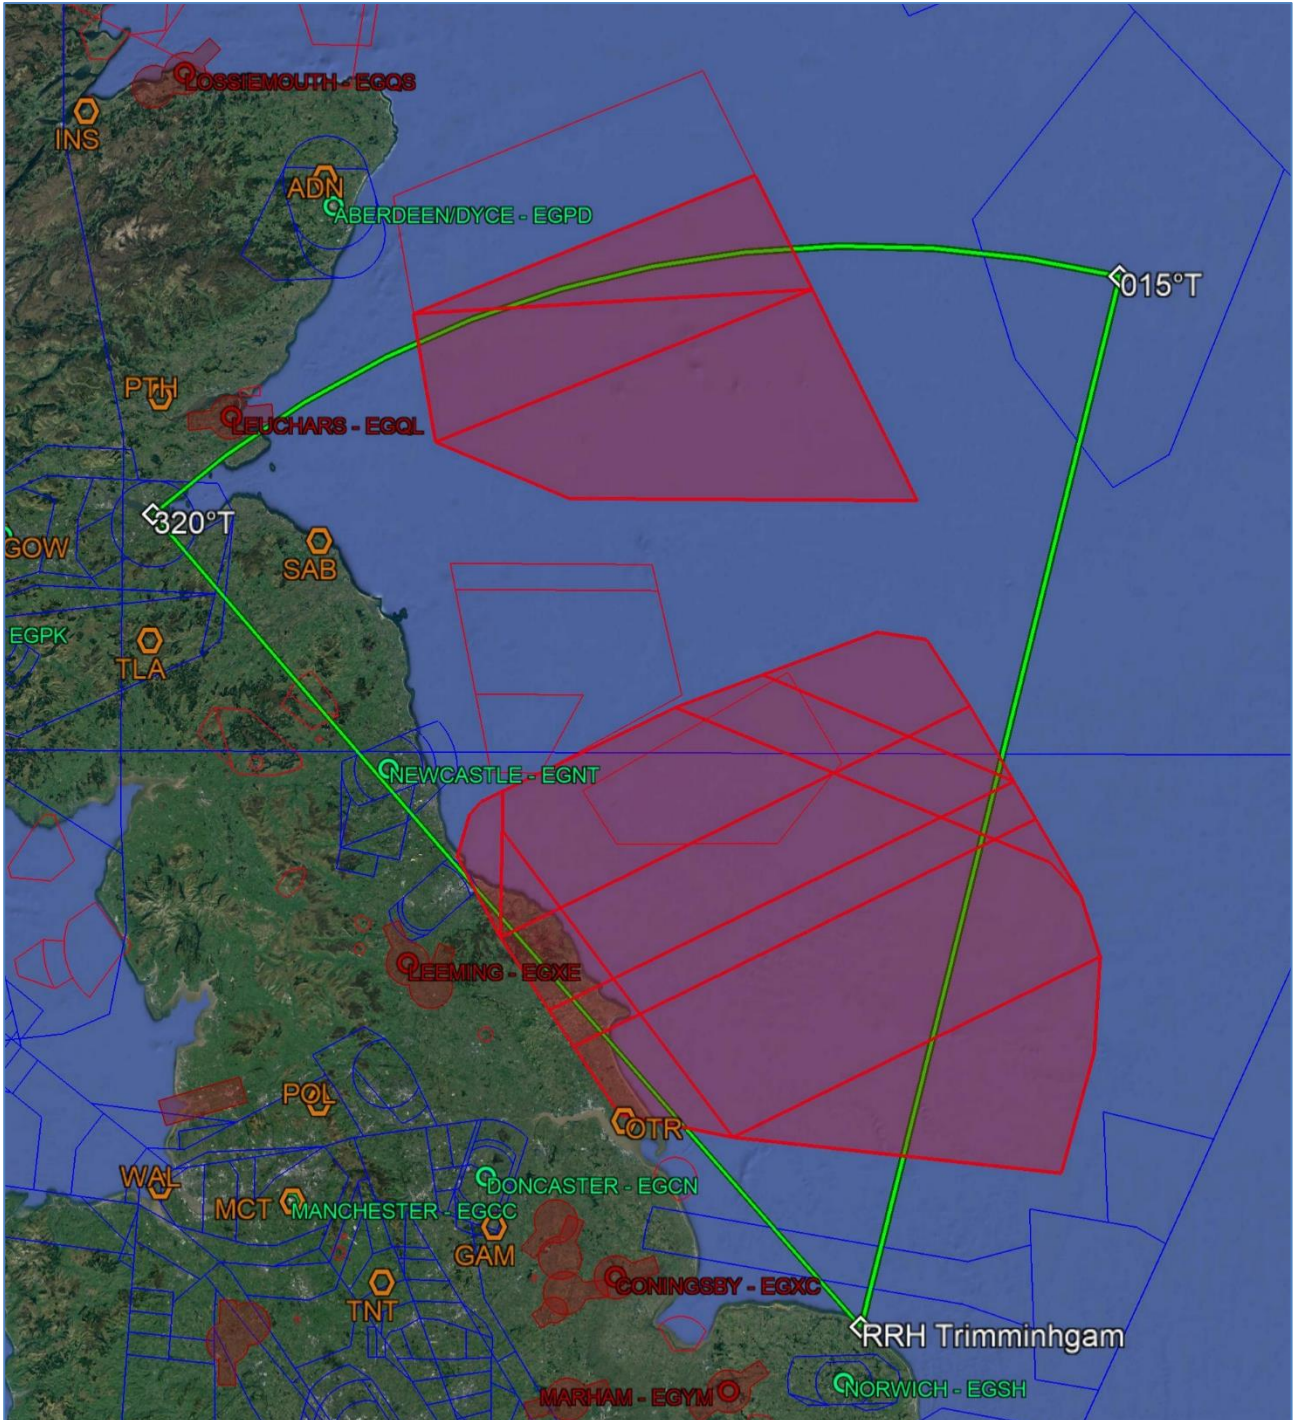 LOSSIEMOUTH - EGQS
INS
ADN
ABERDEEN/DYCE - EGPD
015°T
PTH
LEUCHARS - EGQL
320°T
GOW
SAB
EGPK
TLA
NEWCASTLE - EGNT
LEEMING - EGXE
POL
OTR
WAL
DONCASTER - EGCN
MCT
MANCHESTER - EGCC
GAM
CONINGSBY - EGXC
TNT
RRH Trimminhgam
MARHAM - EGYM
NORWICH - EGSH